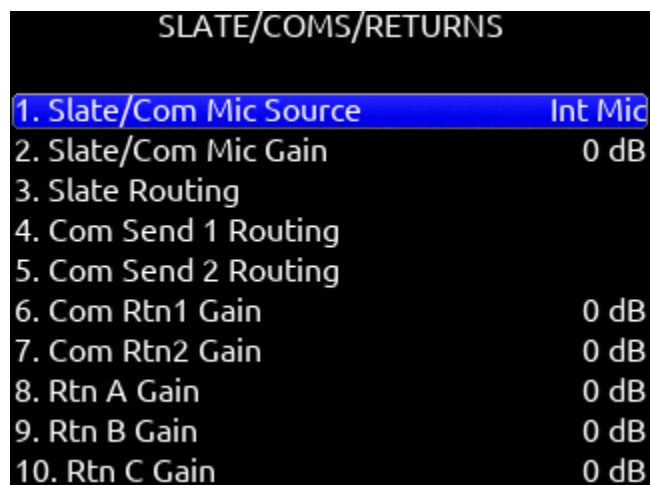 SLATE/COMS/RETURNS
1. Slate/Com Mic Source Int Mic
2. Slate/Com Mic Gain 0 dB
3. Slate Routing
4. Com Send 1 Routing
5. Com Send 2 Routing
6. Com Rtn1 Gain 0 dB
7. Com Rtn2 Gain 0 dB
8. Rtn A Gain 0 dB
9. Rtn B Gain 0 dB
10. Rtn C Gain 0 dB